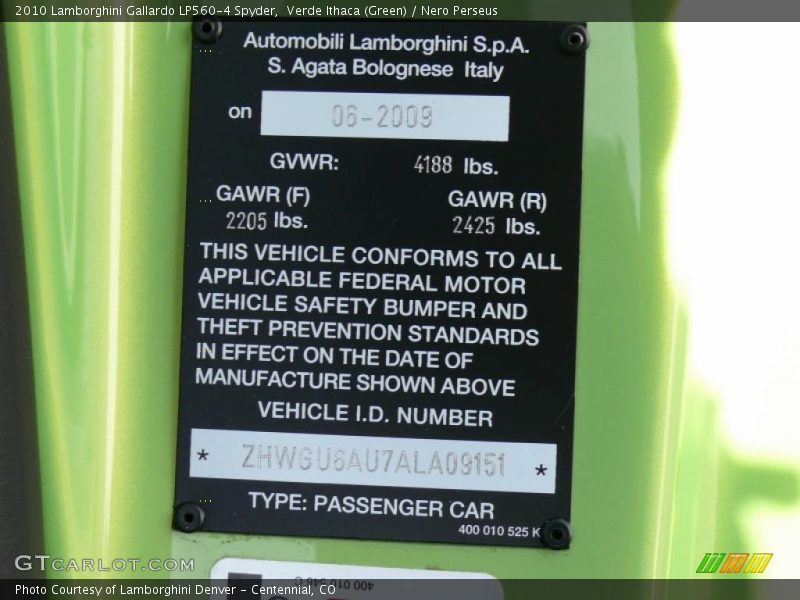 2010 Lamborghini Gallardo LP560-4 Spyder,  Verde Ithaca (Green) / Nero Perseus
Automobili Lamborghini S.p.A.
S. Agata Bolognese Italy
on 06-2009
GVWR: 4188 lbs.
GAWR (F) GAWR (R)
2205 lbs. 2425 lbs.
THIS VEHICLE CONFORMS TO ALL
APPLICABLE FEDERAL MOTOR
VEHICLE SAFETY BUMPER AND
THEFT PREVENTION STANDARDS
IN EFFECT ON THE DATE OF
MANUFACTURE SHOWN ABOVE
VEHICLE I.D. NUMBER
* ZHWGU6AU7ALA09151 *
TYPE: PASSENGER CAR
400 010 525 K
GTCARLOT.COM
Photo Courtesy of Lamborghini Denver - Centennial, CO